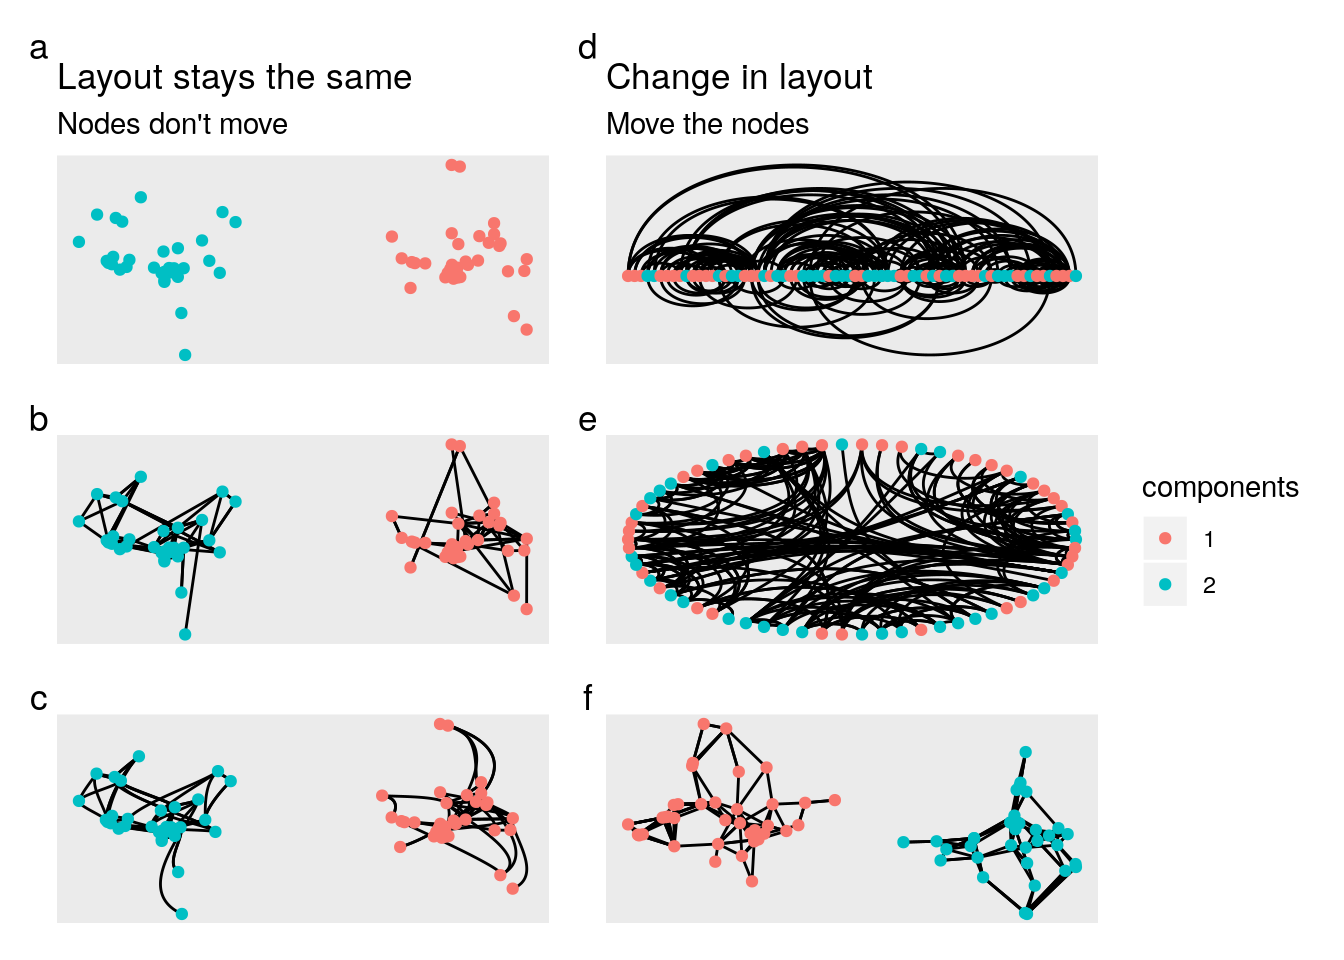 a
Layout stays the same
Nodes don't move
d
Change in layout
Move the nodes
b
e
c
f
components
1
2